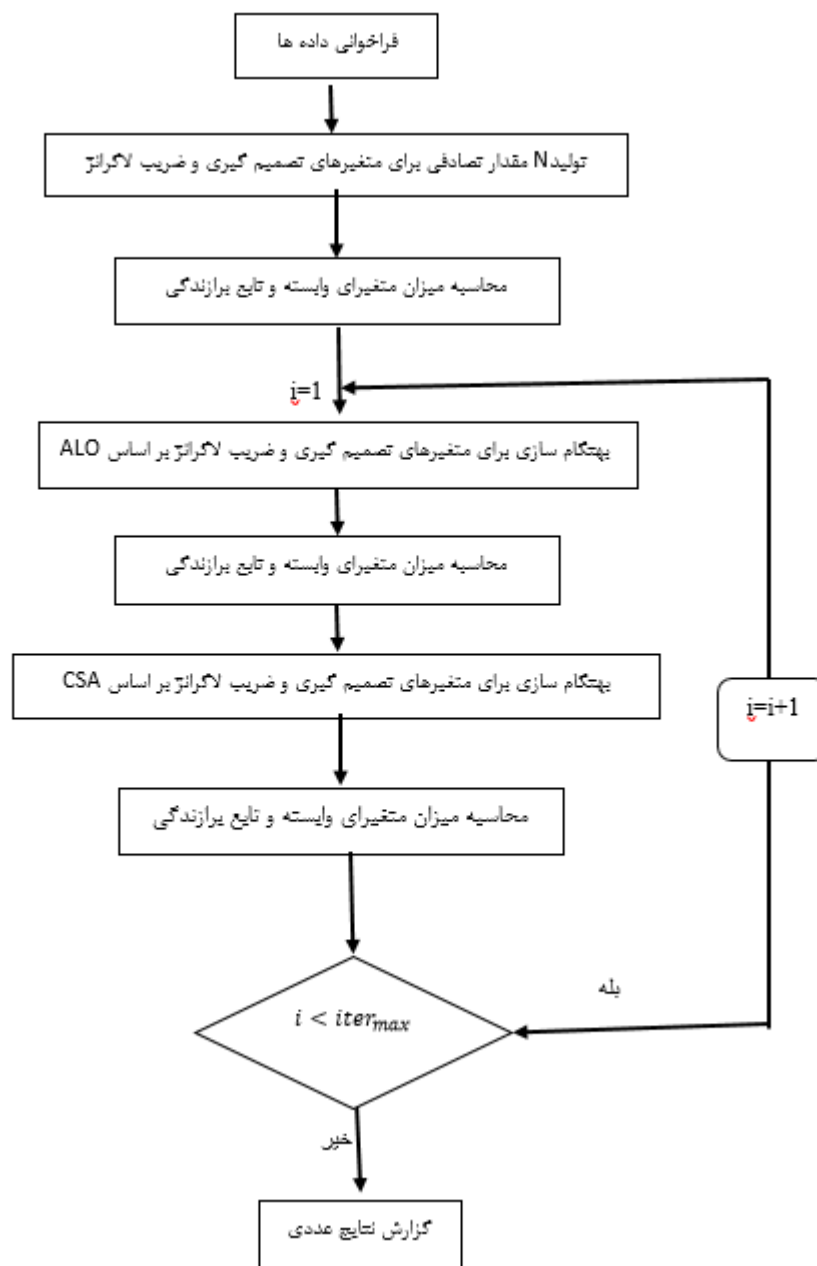 فراخوانی داده ها
تولید N مقدار تصادفی برای متغیرهای تصمیم گیری و ضریب لاگرانژ
محاسبه میزان متغیرای وابسته و تابع برازندگی
i=1
بهنگام سازی برای متغیرهای تصمیم گیری و ضریب لاگرانژ بر اساس ALO
محاسبه میزان متغیرای وابسته و تابع برازندگی
بهنگام سازی برای متغیرهای تصمیم گیری و ضریب لاگرانژ بر اساس CSA
i=i+1
محاسبه میزان متغیرای وابسته و تابع برازندگی
بله
i < iter_max
خیر
گزارش نتایج عددی